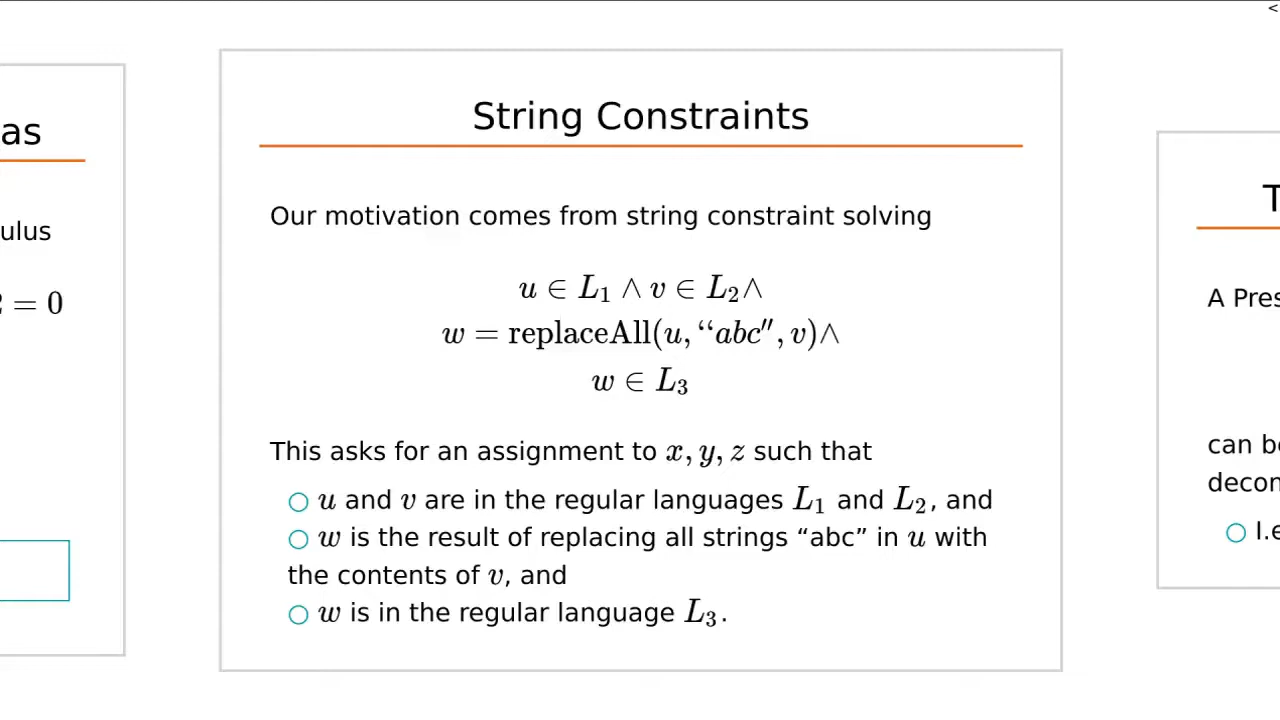 <
as
ulus
2 = 0
String Constraints
Our motivation comes from string constraint solving
u ∈ L₁ ∧ v ∈ L₂∧
w = replaceAll(u, ‘‘abc″, v)∧
w ∈ L₃
This asks for an assignment to x, y, z such that
○ u and v are in the regular languages L₁ and L₂, and
○ w is the result of replacing all strings “abc” in u with
the contents of v, and
○ w is in the regular language L₃.
T
A Pres
can be
decon
○ I.e